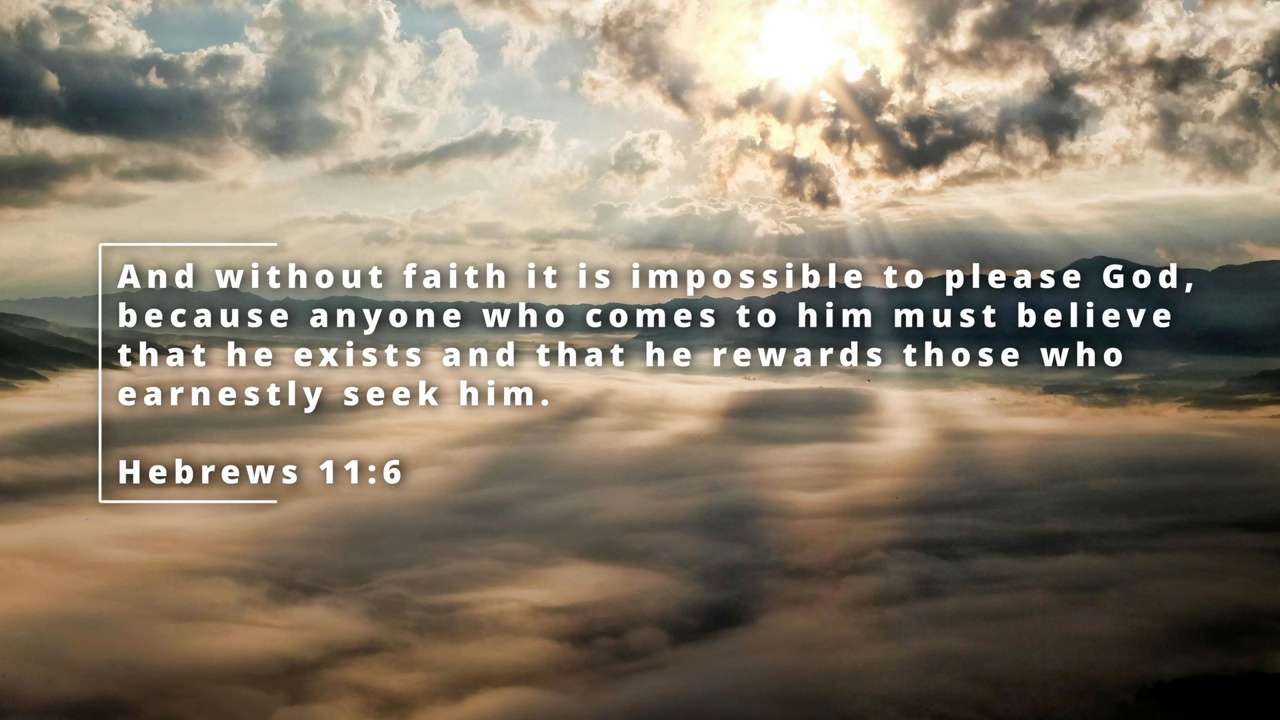 And without faith it is impossible to please God,
because anyone who comes to him must believe
that he exists and that he rewards those who
earnestly seek him.
Hebrews 11:6